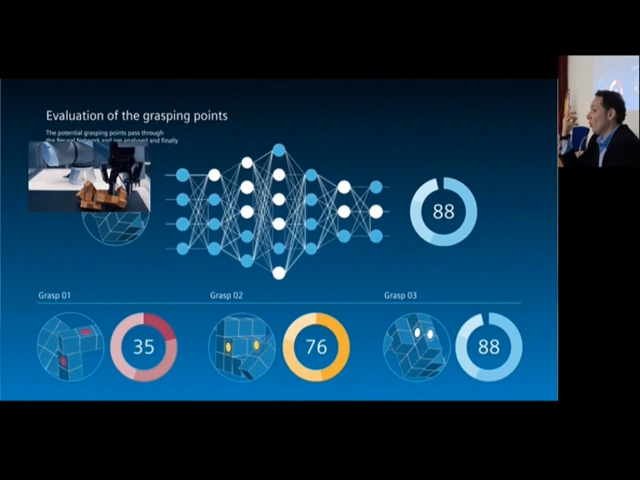 Evaluation of the grasping points
The potential grasping points pass through
the Neural Network and are analysed and finally
88
Grasp 01
Grasp 02
Grasp 03
35
76
88